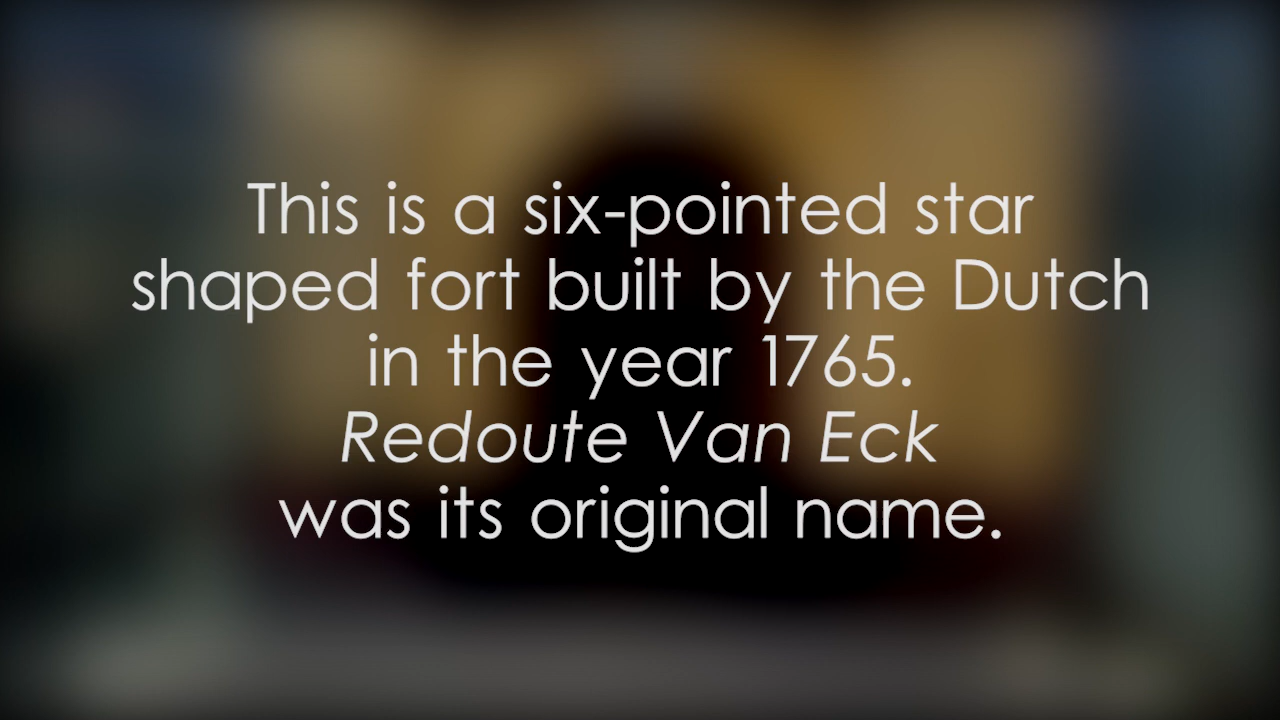 This is a six-pointed star
shaped fort built by the Dutch
in the year 1765.
Redoute Van Eck
was its original name.